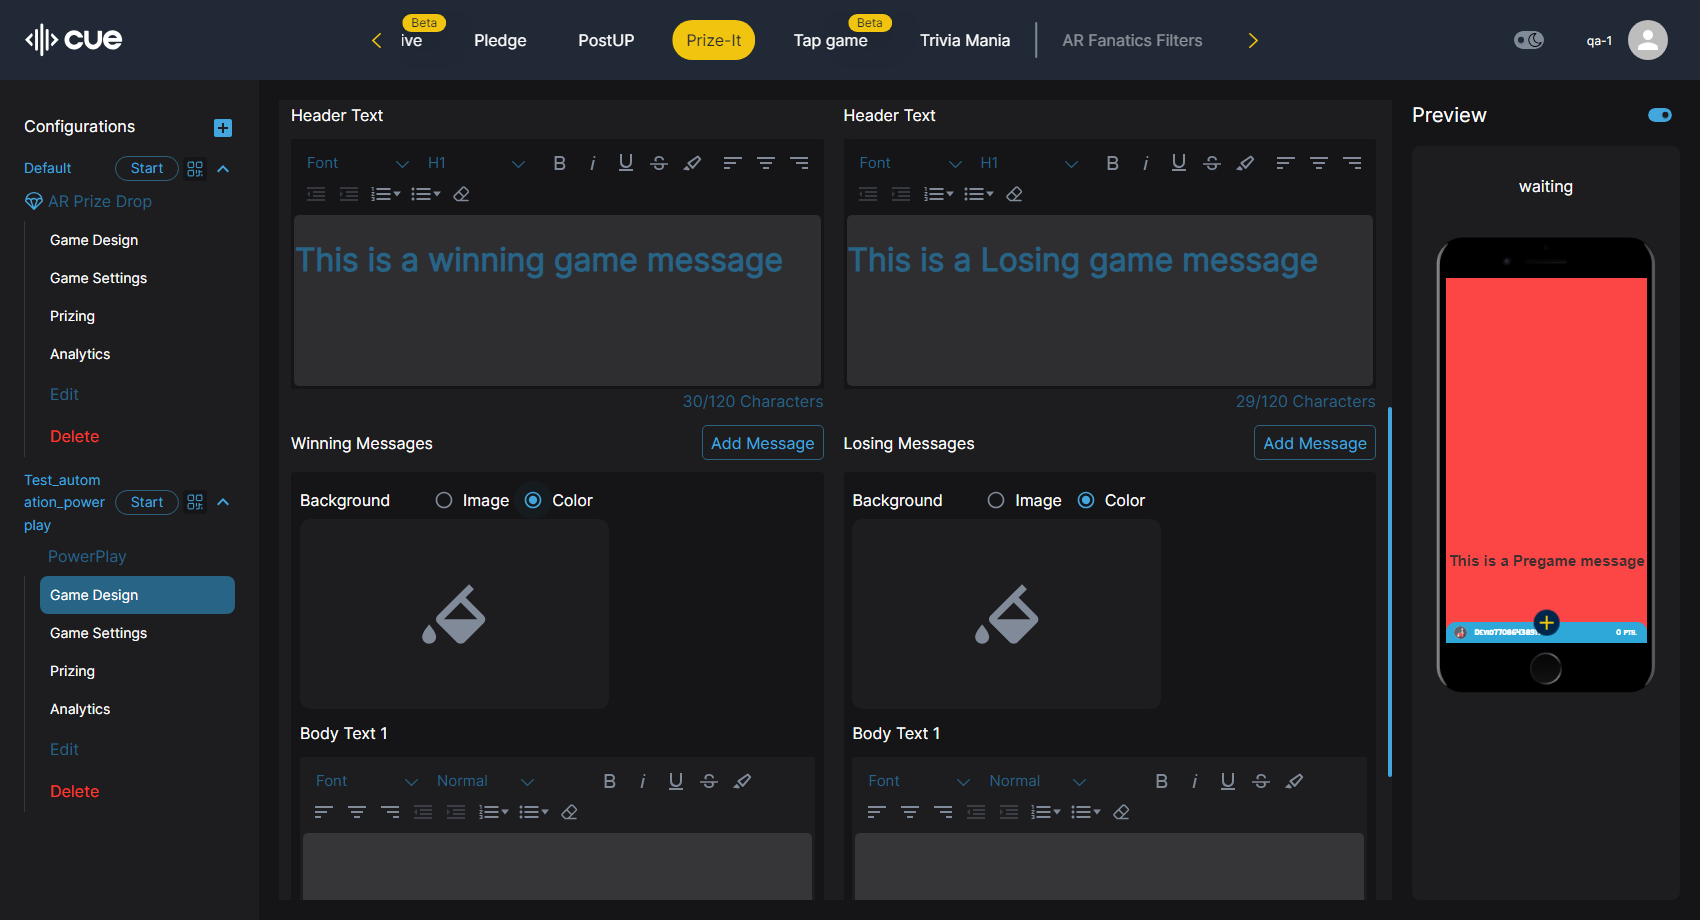 cue
ive
Beta
Pledge
PostUP
Prize-It
Tap game
Beta
Trivia Mania
AR Fanatics Filters
qa-1
Configurations
Default
Start
AR Prize Drop
Game Design
Game Settings
Prizing
Analytics
Edit
Delete
Test_autom
ation_power
play
Start
PowerPlay
Game Design
Game Settings
Prizing
Analytics
Edit
Delete
Header Text
Font
H1
This is a winning game message
30/120 Characters
Winning Messages
Add Message
Background
Image
Color
Body Text 1
Font
Normal
Header Text
Font
H1
This is a Losing game message
29/120 Characters
Losing Messages
Add Message
Background
Image
Color
Body Text 1
Font
Normal
Preview
waiting
This is a Pregame message
0 PTS.